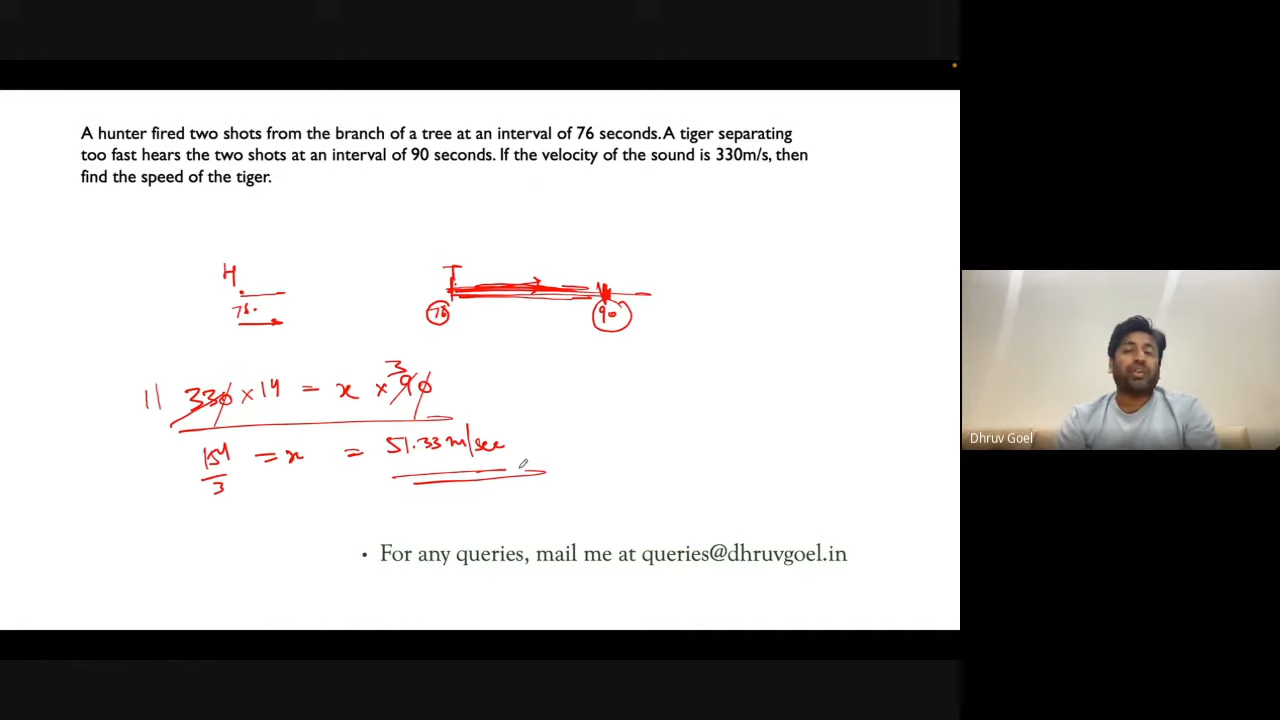 A hunter fired two shots from the branch of a tree at an interval of 76 seconds. A tiger separating
too fast hears the two shots at an interval of 90 seconds. If the velocity of the sound is 330m/s, then
find the speed of the tiger.
H T
76.
76 90
11 330 × 14 = x × 90 3
154/3 = x = 51.33 m/sec
Dhruv Goel
• For any queries, mail me at queries@dhruvgoel.in